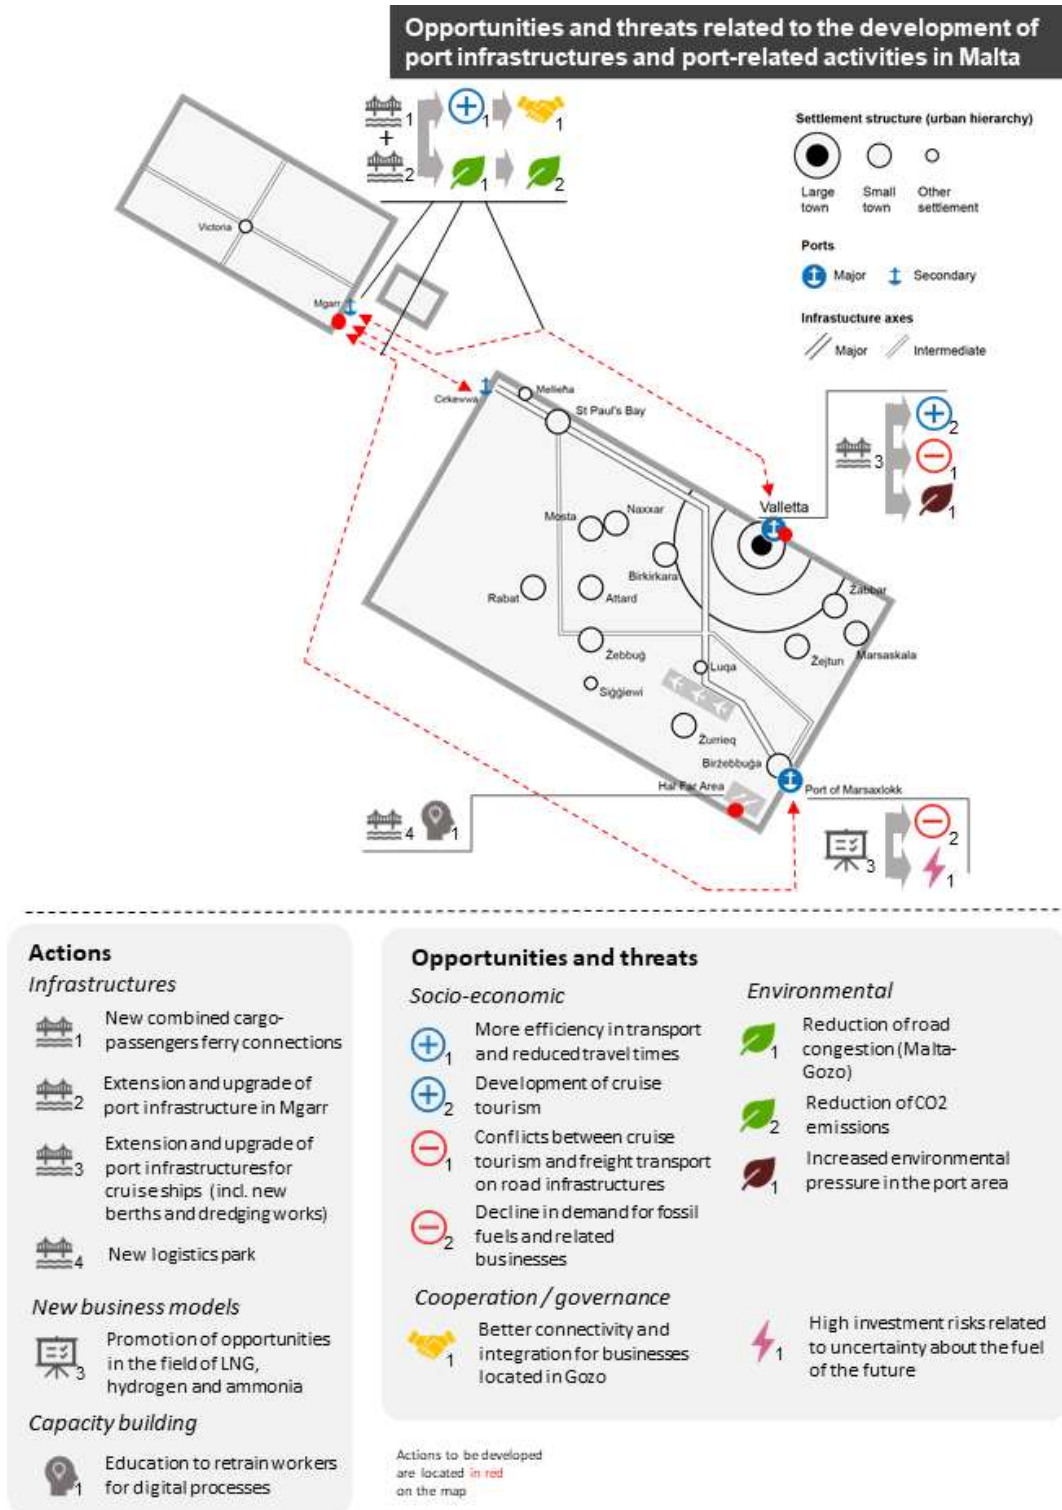 Opportunities and threats related to the development of
port infrastructures and port-related activities in Malta
1
+
2
1
1
1
2
Settlement structure (urban hierarchy)
Large
town
Small
town
Other
settlement
Ports
Major
Secondary
Infrastucture axes
Major
Intermediate
Victoria
Mgarr
Cirkewwa
Mellieħa
St Paul's Bay
3
2
1
1
Valletta
Mosta
Naxxar
Birkirkara
Rabat
Attard
Żabbar
Żebbuġ
Żejtun
Marsaskala
Luqa
Siġġiewi
Żurrieq
Birżebbuġa
Hal Far Area
Port of Marsaxlokk
4
1
3
2
1
Actions
Infrastructures
1
New combined cargo-
passengers ferry connections
2
Extension and upgrade of
port infrastructure in Mgarr
3
Extension and upgrade of
port infrastructures for
cruise ships (incl. new
berths and dredging works)
4
New logistics park
New business models
3
Promotion of opportunities
in the field of LNG,
hydrogen and ammonia
Capacity building
1
Education to retrain workers
for digital processes
Opportunities and threats
Socio-economic
1
More efficiency in transport
and reduced travel times
2
Development of cruise
tourism
1
Conflicts between cruise
tourism and freight transport
on road infrastructures
2
Decline in demand for fossil
fuels and related
businesses
Cooperation / governance
1
Better connectivity and
integration for businesses
located in Gozo
Environmental
1
Reduction of road
congestion (Malta-
Gozo)
2
Reduction of CO2
emissions
1
Increased environmental
pressure in the port area
1
High investment risks related
to uncertainty about the fuel
of the future
Actions to be developed
are located in red
on the map